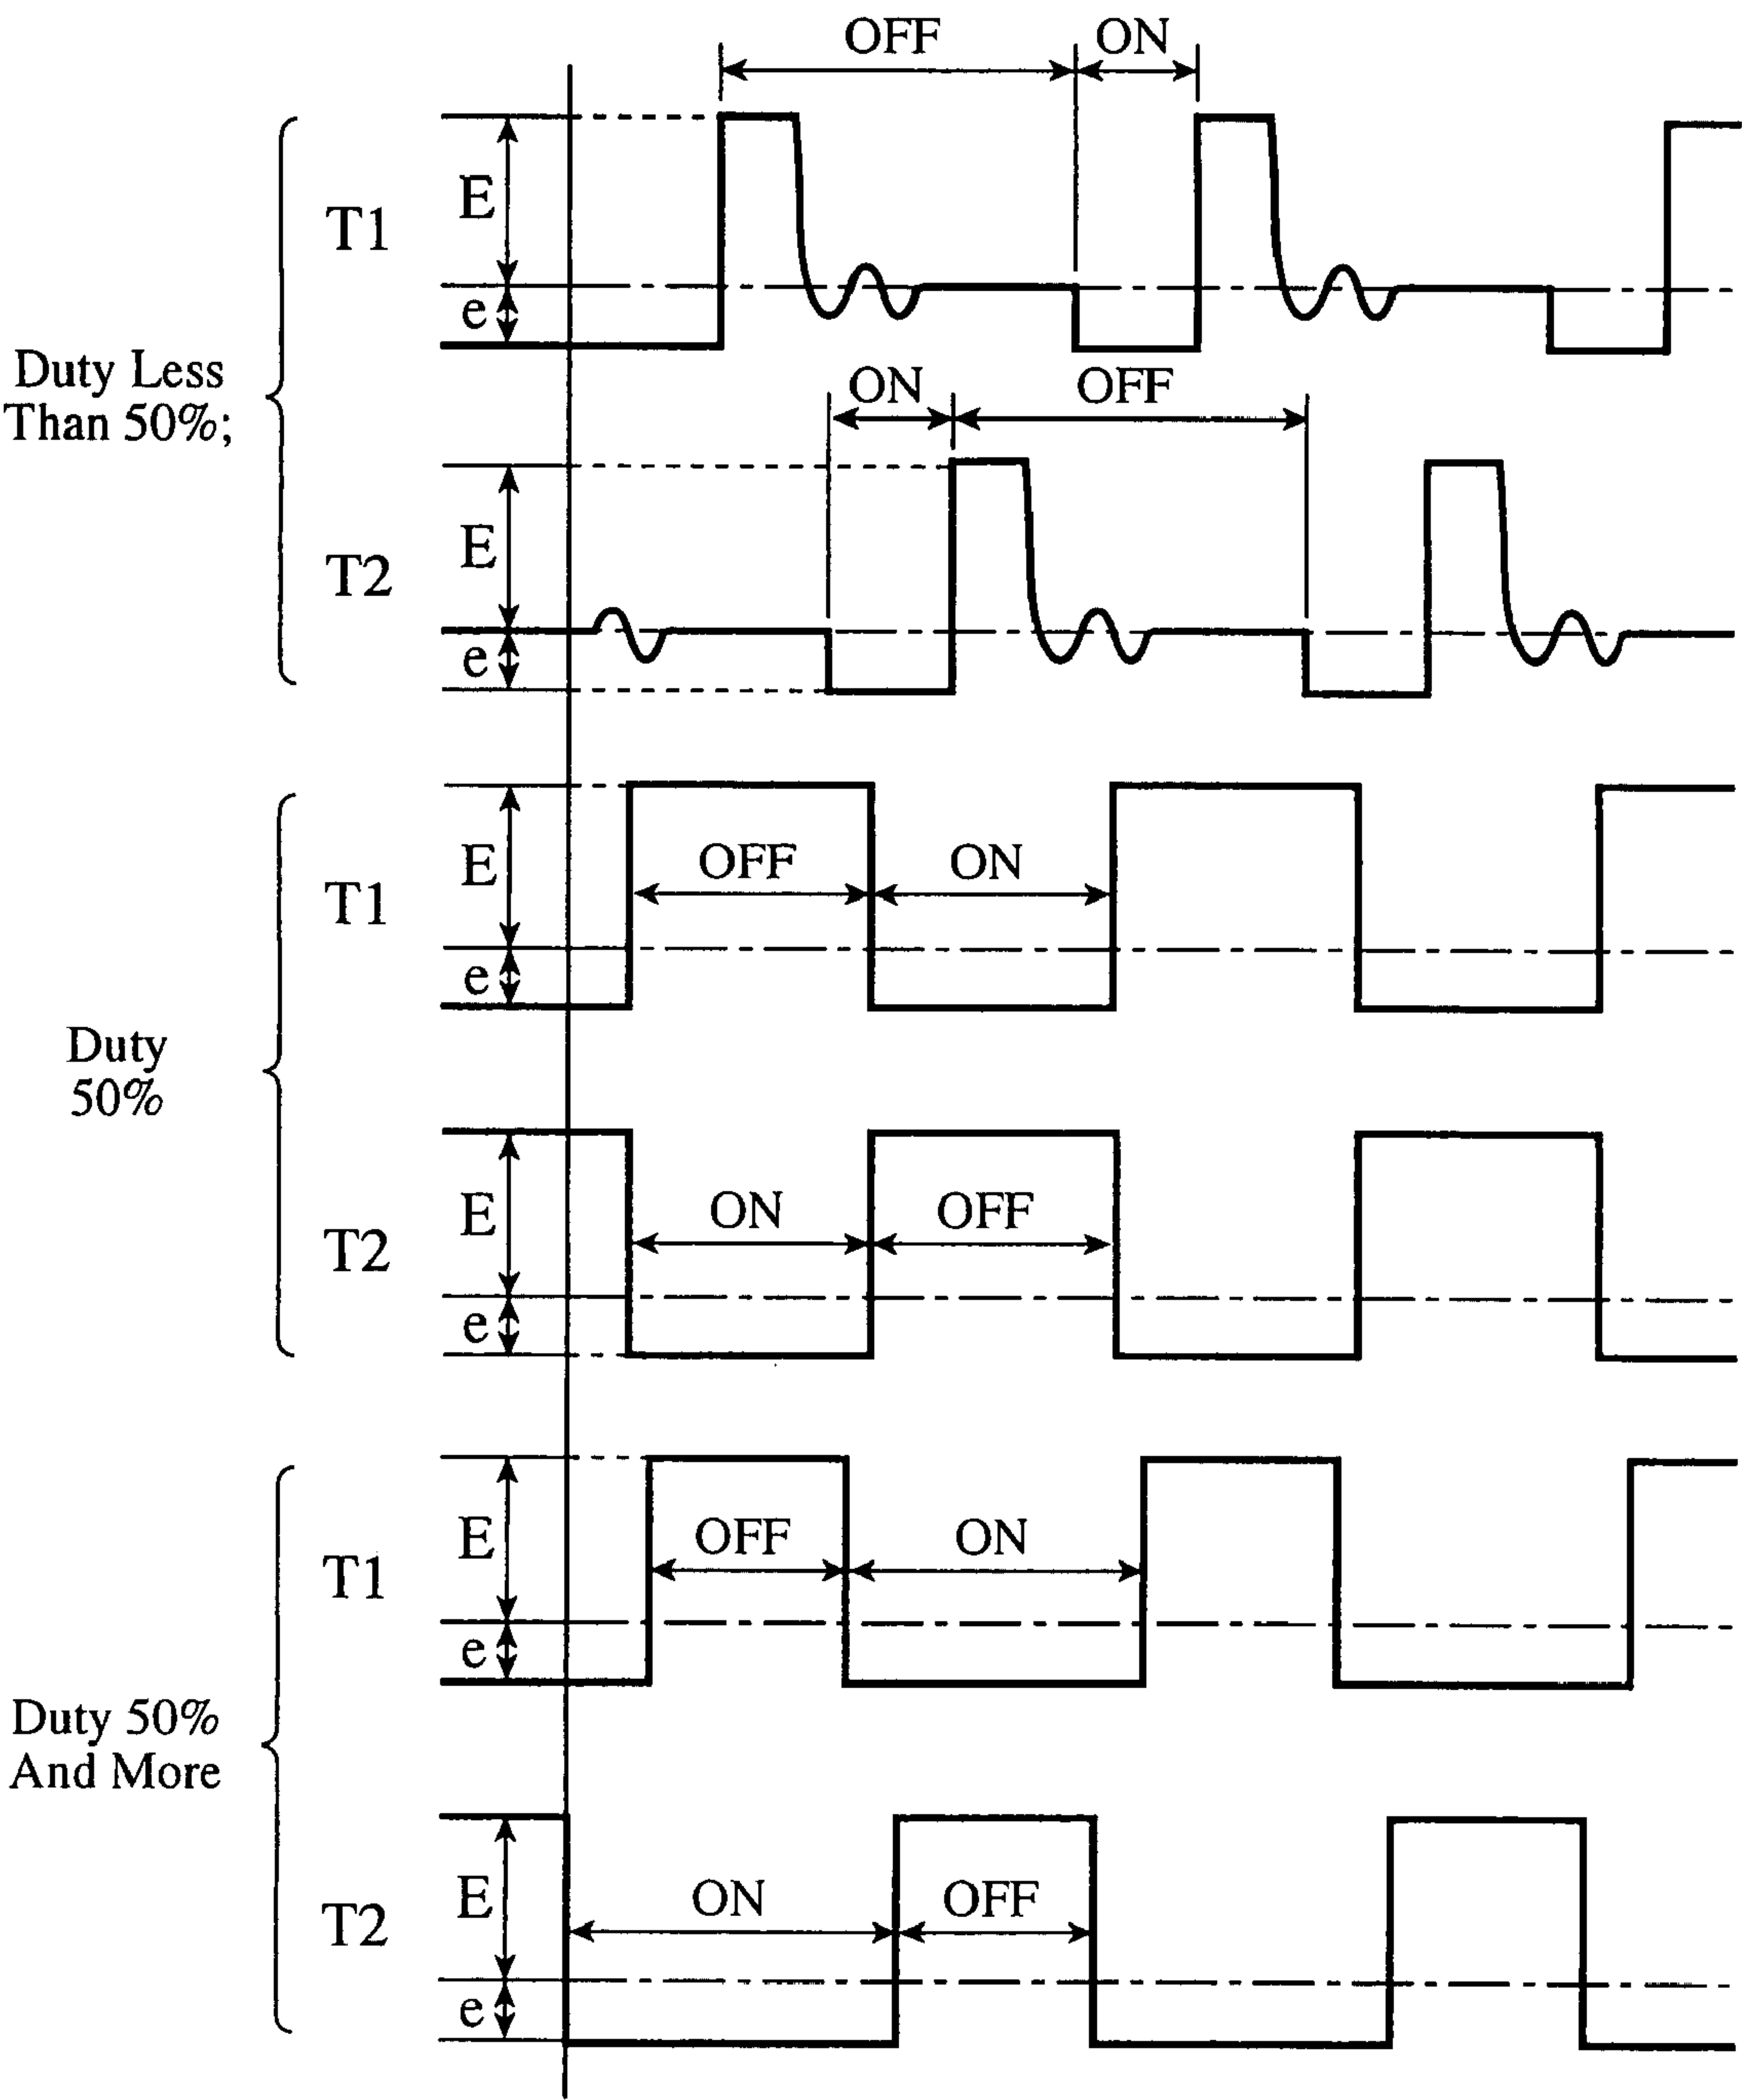 OFF ON
E
T1
e
Duty Less
Than 50%;
ON OFF
E
T2
e
E
OFF ON
T1
e
Duty
50%
E
ON OFF
T2
e
E
OFF ON
T1
e
Duty 50%
And More
E
ON OFF
T2
e